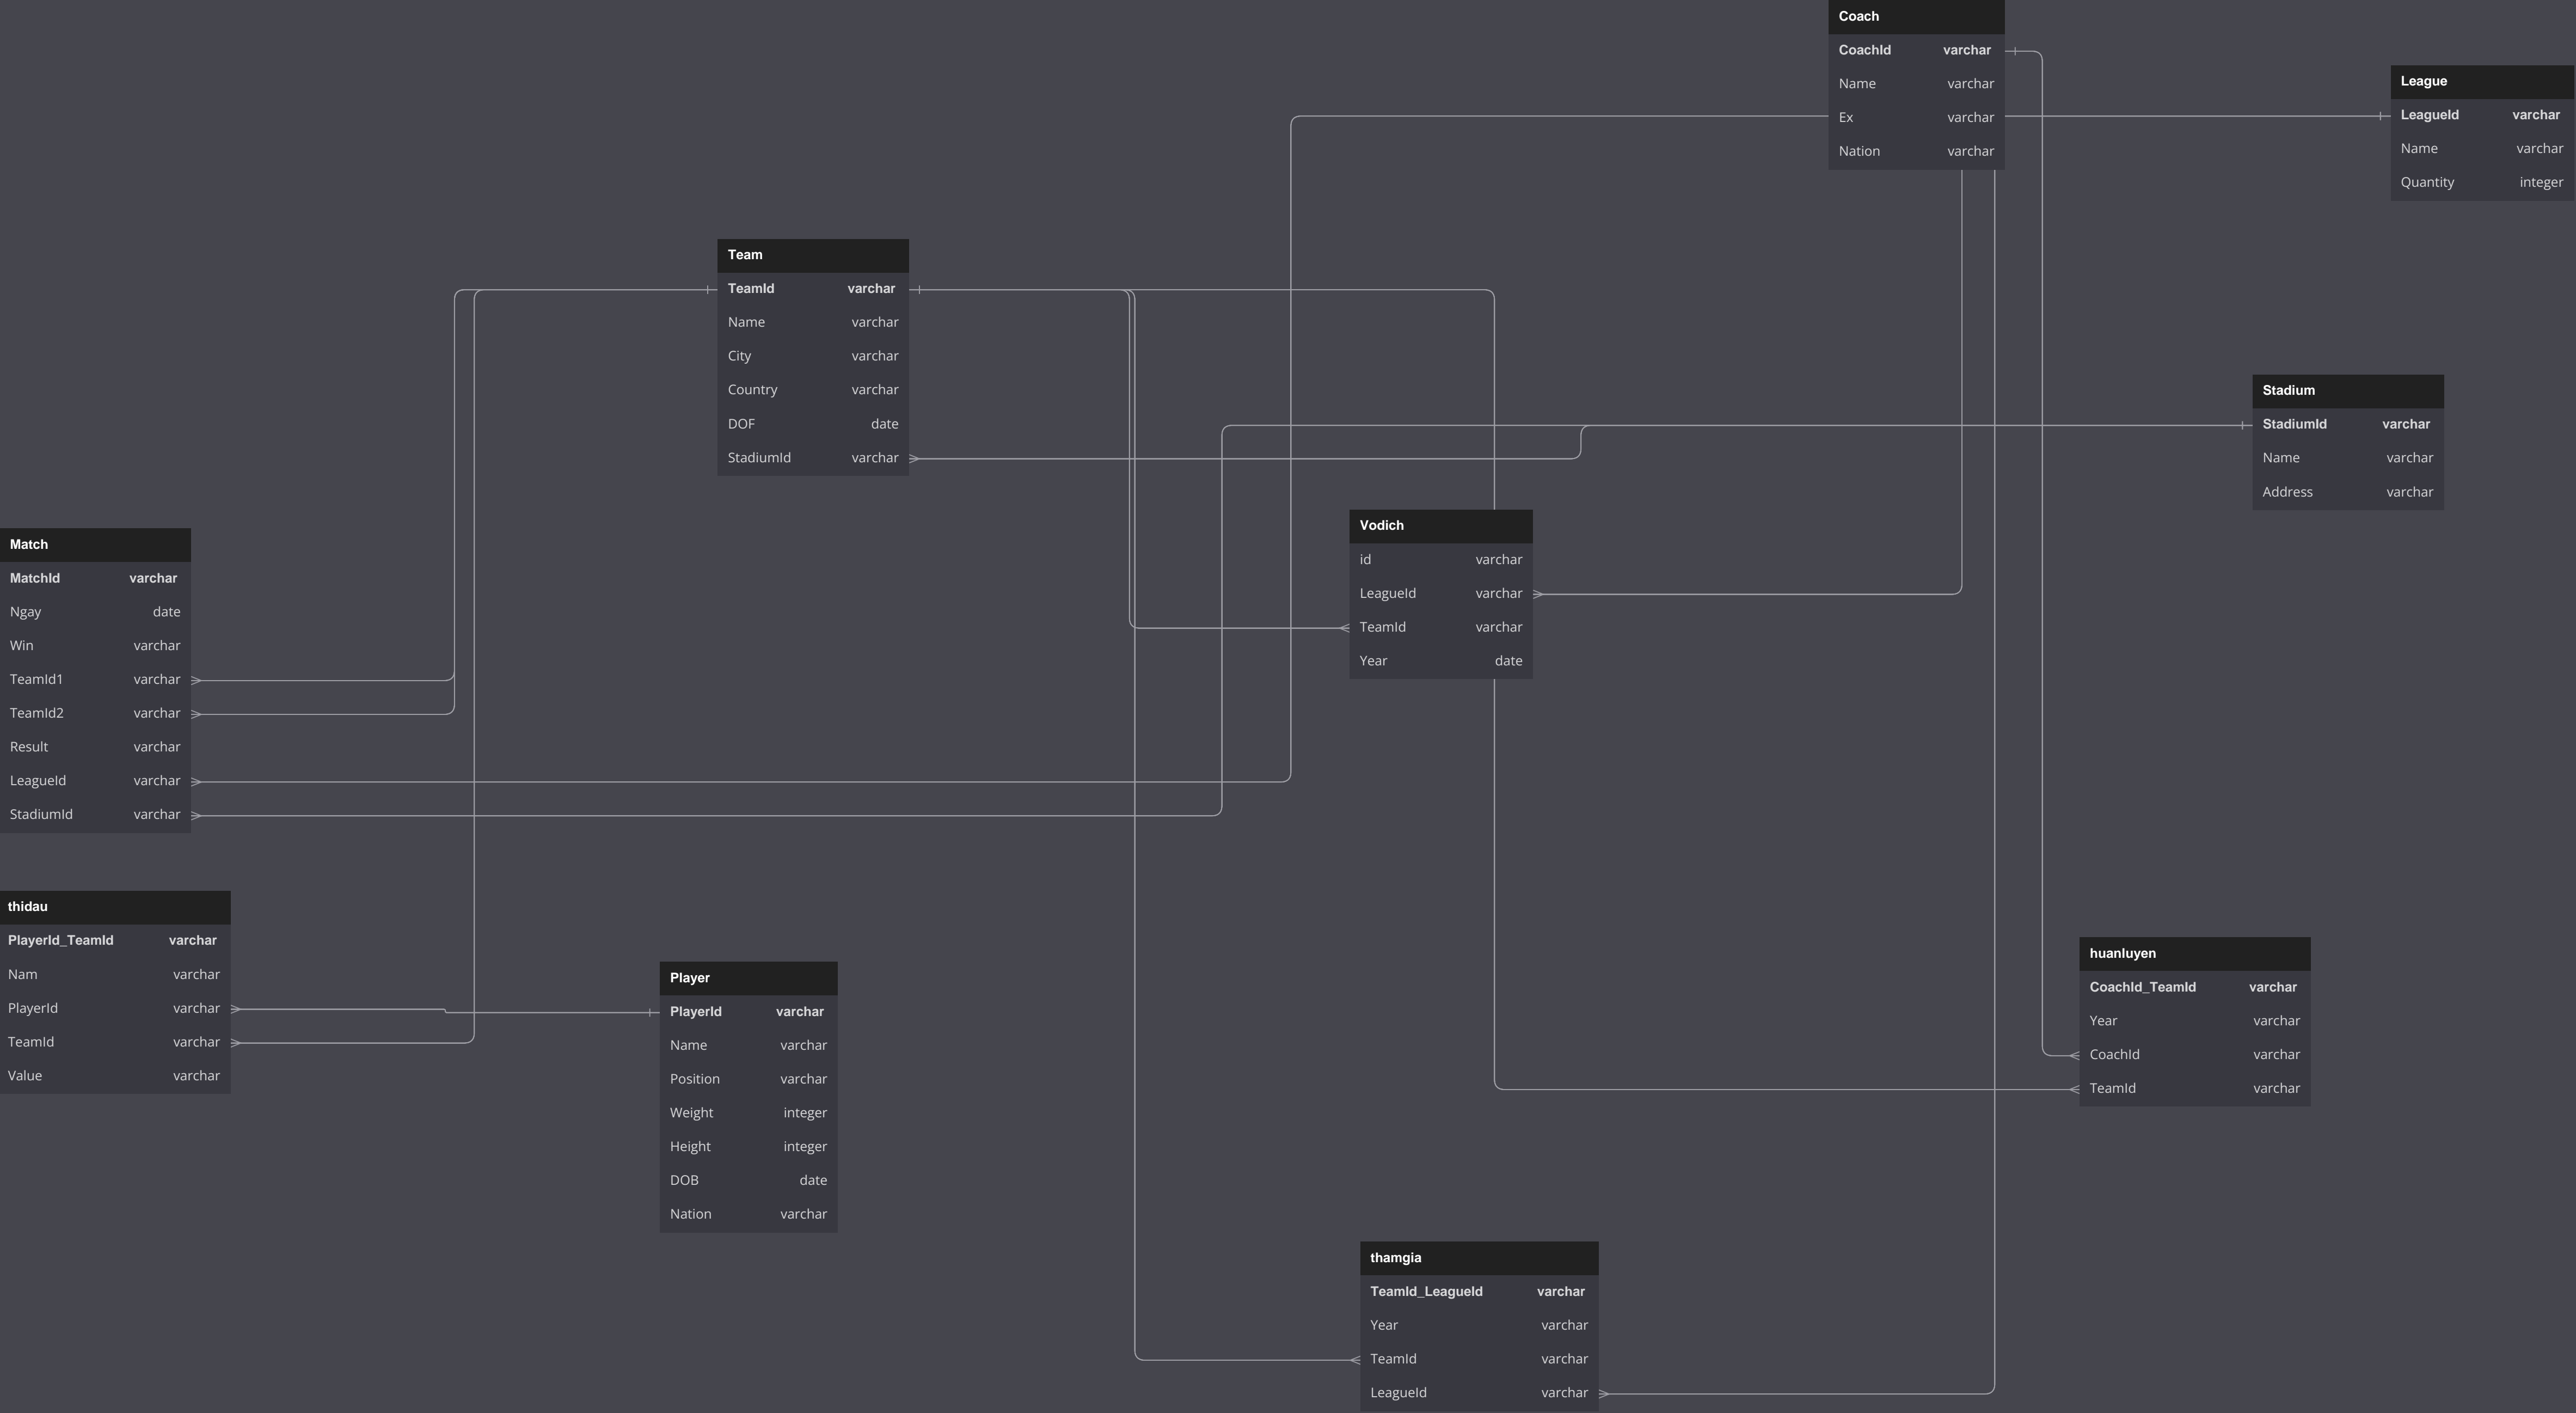 Coach
CoachId varchar
Name varchar
Ex varchar
Nation varchar
League
LeagueId varchar
Name varchar
Quantity integer
Team
TeamId varchar
Name varchar
City varchar
Country varchar
DOF date
StadiumId varchar
Stadium
StadiumId varchar
Name varchar
Address varchar
Vodich
id varchar
LeagueId varchar
TeamId varchar
Year date
Match
MatchId varchar
Ngay date
Win varchar
TeamId1 varchar
TeamId2 varchar
Result varchar
LeagueId varchar
StadiumId varchar
thidau
PlayerId_TeamId varchar
Nam varchar
PlayerId varchar
TeamId varchar
Value varchar
Player
PlayerId varchar
Name varchar
Position varchar
Weight integer
Height integer
DOB date
Nation varchar
huanluyen
CoachId_TeamId varchar
Year varchar
CoachId varchar
TeamId varchar
thamgia
TeamId_LeagueId varchar
Year varchar
TeamId varchar
LeagueId varchar